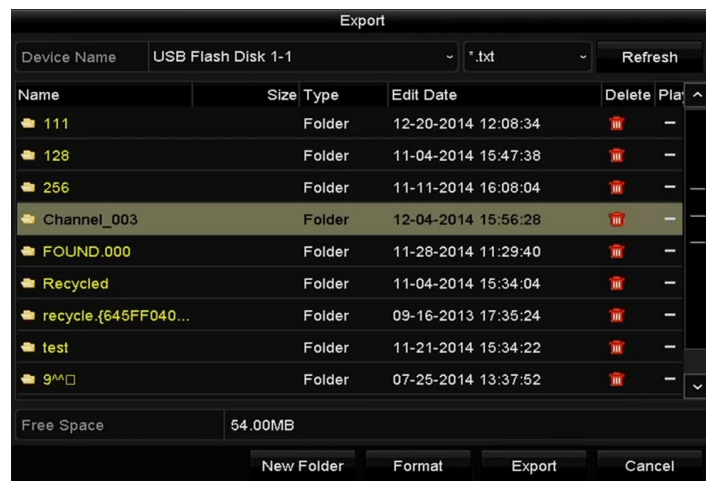 Export
Device Name USB Flash Disk 1-1 *.txt Refresh
Name Size Type Edit Date Delete Play
111 Folder 12-20-2014 12:08:34 –
128 Folder 11-04-2014 15:47:38 –
256 Folder 11-11-2014 16:08:04 –
Channel_003 Folder 12-04-2014 15:56:28 –
FOUND.000 Folder 11-28-2014 11:29:40 –
Recycled Folder 11-04-2014 15:34:04 –
recycle.{645FF040... Folder 09-16-2013 17:35:24 –
test Folder 11-21-2014 15:34:22 –
9^^□ Folder 07-25-2014 13:37:52 –
Free Space 54.00MB
New Folder Format Export Cancel